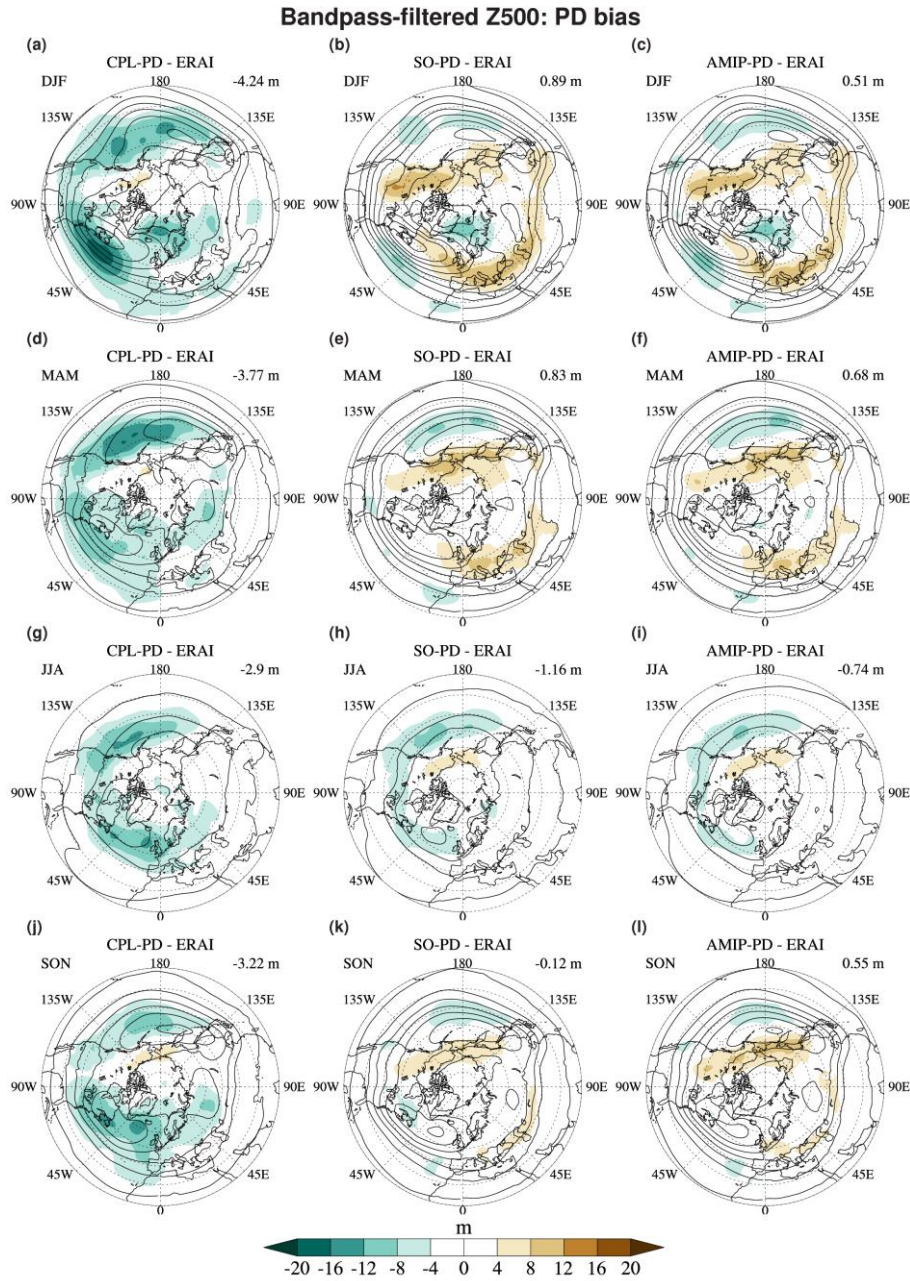 Bandpass-filtered Z500: PD bias
(a) (b) (c)
CPL-PD - ERAI SO-PD - ERAI AMIP-PD - ERAI
DJF 180 -4.24 m DJF 180 0.89 m DJF 180 0.51 m
135W 135E 135W 135E 135W 135E
90W 90E 90W 90E 90W 90E
45W 45E 45W 45E 45W 45E
0 0 0
(d) (e) (f)
CPL-PD - ERAI SO-PD - ERAI AMIP-PD - ERAI
MAM 180 -3.77 m MAM 180 0.83 m MAM 180 0.68 m
135W 135E 135W 135E 135W 135E
90W 90E 90W 90E 90W 90E
45W 45E 45W 45E 45W 45E
0 0 0
(g) (h) (i)
CPL-PD - ERAI SO-PD - ERAI AMIP-PD - ERAI
JJA 180 -2.9 m JJA 180 -1.16 m JJA 180 -0.74 m
135W 135E 135W 135E 135W 135E
90W 90E 90W 90E 90W 90E
45W 45E 45W 45E 45W 45E
0 0 0
(j) (k) (l)
CPL-PD - ERAI SO-PD - ERAI AMIP-PD - ERAI
SON 180 -3.22 m SON 180 -0.12 m SON 180 0.55 m
135W 135E 135W 135E 135W 135E
90W 90E 90W 90E 90W 90E
45W 45E 45W 45E 45W 45E
0 0 0
m
-20 -16 -12 -8 -4 0 4 8 12 16 20